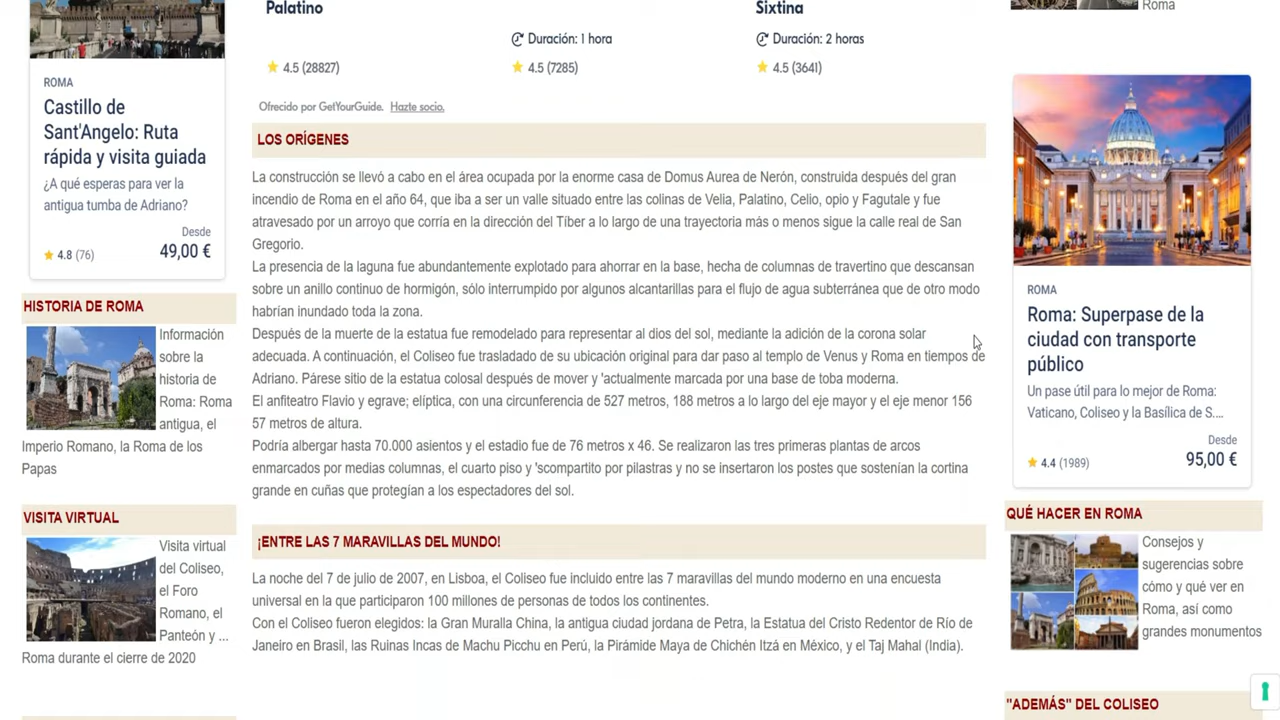 Palatino
Sixtina
Roma
Duración: 1 hora
Duración: 2 horas
4.5 (28827)
4.5 (7285)
4.5 (3641)
Ofrecido por GetYourGuide. Hazte socio.
ROMA
Castillo de
Sant'Angelo: Ruta
rápida y visita guiada
¿A qué esperas para ver la
antigua tumba de Adriano?
Desde
4.8 (76)
49,00 €
HISTORIA DE ROMA
Información
sobre la
historia de
Roma: Roma
antigua, el
Imperio Romano, la Roma de los
Papas
VISITA VIRTUAL
Visita virtual
del Coliseo,
el Foro
Romano, el
Panteón y ...
Roma durante el cierre de 2020
LOS ORÍGENES
La construcción se llevó a cabo en el área ocupada por la enorme casa de Domus Aurea de Nerón, construida después del gran
incendio de Roma en el año 64, que iba a ser un valle situado entre las colinas de Velia, Palatino, Celio, opio y Fagutale y fue
atravesado por un arroyo que corría en la dirección del Tíber a lo largo de una trayectoria más o menos sigue la calle real de San
Gregorio.
La presencia de la laguna fue abundantemente explotado para ahorrar en la base, hecha de columnas de travertino que descansan
sobre un anillo continuo de hormigón, sólo interrumpido por algunos alcantarillas para el flujo de agua subterránea que de otro modo
habrían inundado toda la zona.
Después de la muerte de la estatua fue remodelado para representar al dios del sol, mediante la adición de la corona solar
adecuada. A continuación, el Coliseo fue trasladado de su ubicación original para dar paso al templo de Venus y Roma en tiempos de
Adriano. Párese sitio de la estatua colosal después de mover y 'actualmente marcada por una base de toba moderna.
El anfiteatro Flavio y egrave; elíptica, con una circunferencia de 527 metros, 188 metros a lo largo del eje mayor y el eje menor 156
57 metros de altura.
Podría albergar hasta 70.000 asientos y el estadio fue de 76 metros x 46. Se realizaron las tres primeras plantas de arcos
enmarcados por medias columnas, el cuarto piso y 'scompartito por pilastras y no se insertaron los postes que sostenían la cortina
grande en cuñas que protegían a los espectadores del sol.
¡ENTRE LAS 7 MARAVILLAS DEL MUNDO!
La noche del 7 de julio de 2007, en Lisboa, el Coliseo fue incluido entre las 7 maravillas del mundo moderno en una encuesta
universal en la que participaron 100 millones de personas de todos los continentes.
Con el Coliseo fueron elegidos: la Gran Muralla China, la antigua ciudad jordana de Petra, la Estatua del Cristo Redentor de Río de
Janeiro en Brasil, las Ruinas Incas de Machu Picchu en Perú, la Pirámide Maya de Chichén Itzá en México, y el Taj Mahal (India).
ROMA
Roma: Superpase de la
ciudad con transporte
público
Un pase útil para lo mejor de Roma:
Vaticano, Coliseo y la Basílica de S....
Desde
4.4 (1989)
95,00 €
QUÉ HACER EN ROMA
Consejos y
sugerencias sobre
cómo y qué ver en
Roma, así como
grandes monumentos
"ADEMÁS" DEL COLISEO